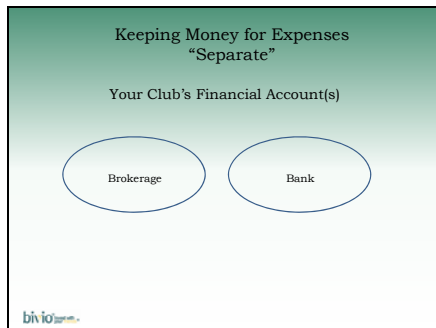 Keeping Money for Expenses
“Separate”
Your Club’s Financial Account(s)
Brokerage
Bank
bivio